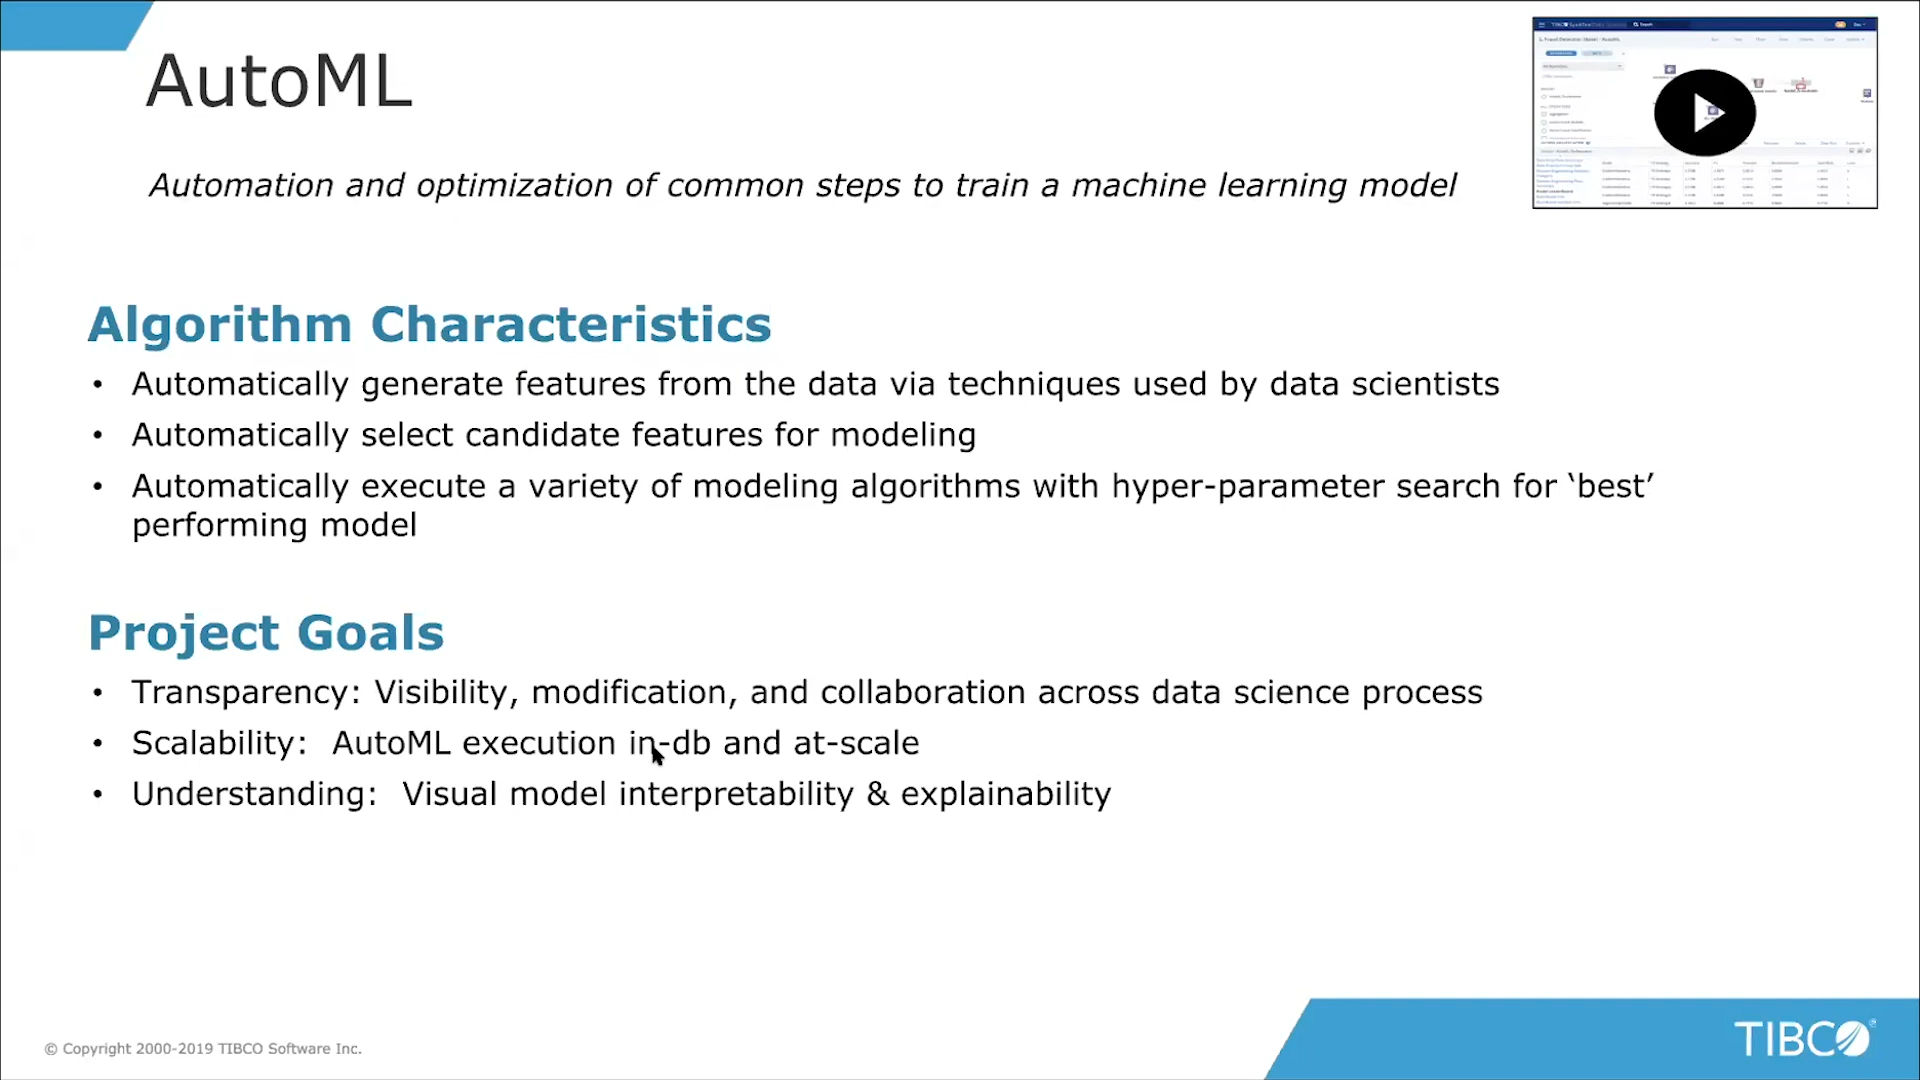 AutoML
Automation and optimization of common steps to train a machine learning model
Algorithm Characteristics
• Automatically generate features from the data via techniques used by data scientists
• Automatically select candidate features for modeling
• Automatically execute a variety of modeling algorithms with hyper-parameter search for ‘best’
performing model
Project Goals
• Transparency: Visibility, modification, and collaboration across data science process
• Scalability:  AutoML execution in-db and at-scale
• Understanding:  Visual model interpretability & explainability
© Copyright 2000-2019 TIBCO Software Inc.
TIBCO®